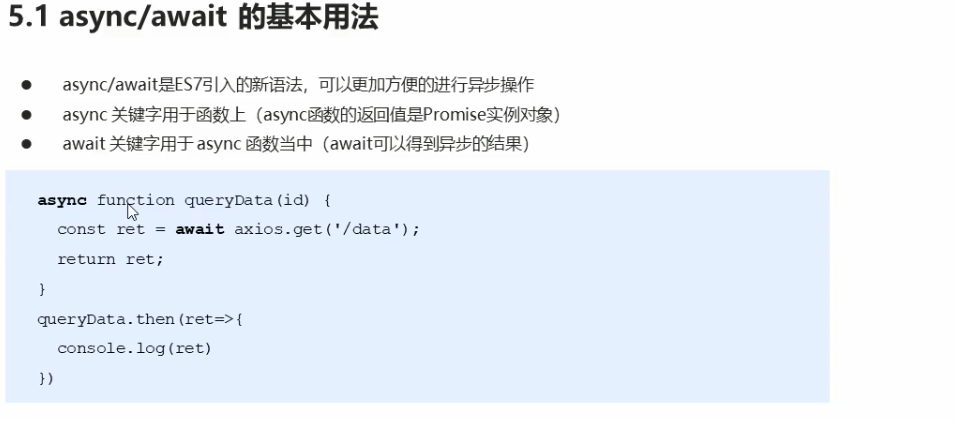 5.1 async/await 的基本用法
● async/await是ES7引入的新语法，可以更加方便的进行异步操作
● async 关键字用于函数上（async函数的返回值是Promise实例对象）
● await 关键字用于 async 函数当中（await可以得到异步的结果）
async function queryData(id) {
  const ret = await axios.get('/data');
  return ret;
}
queryData.then(ret=>{
  console.log(ret)
})